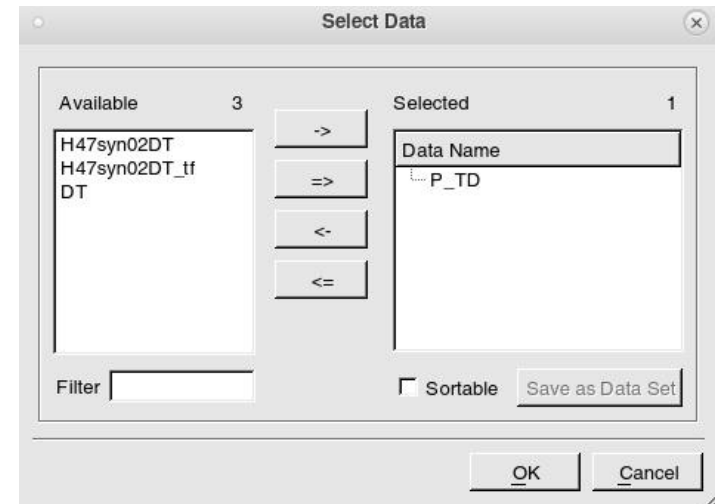 Select Data
Available 3
Selected 1
H47syn02DT
H47syn02DT_tf
DT
->
=>
<-
<=
Data Name
P_TD
Filter
Sortable
Save as Data Set
OK
Cancel